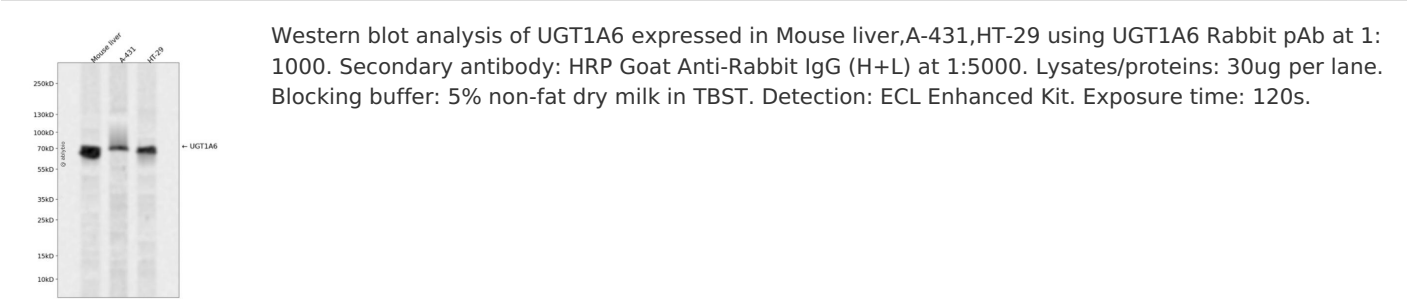 Western blot analysis of UGT1A6 expressed in Mouse liver,A-431,HT-29 using UGT1A6 Rabbit pAb at 1:
1000. Secondary antibody: HRP Goat Anti-Rabbit IgG (H+L) at 1:5000. Lysates/proteins: 30ug per lane.
Blocking buffer: 5% non-fat dry milk in TBST. Detection: ECL Enhanced Kit. Exposure time: 120s.
Mouse liver
A-431
HT-29
250kD
130kD
100kD
70kD
← UGT1A6
55kD
35kD
25kD
15kD
10kD